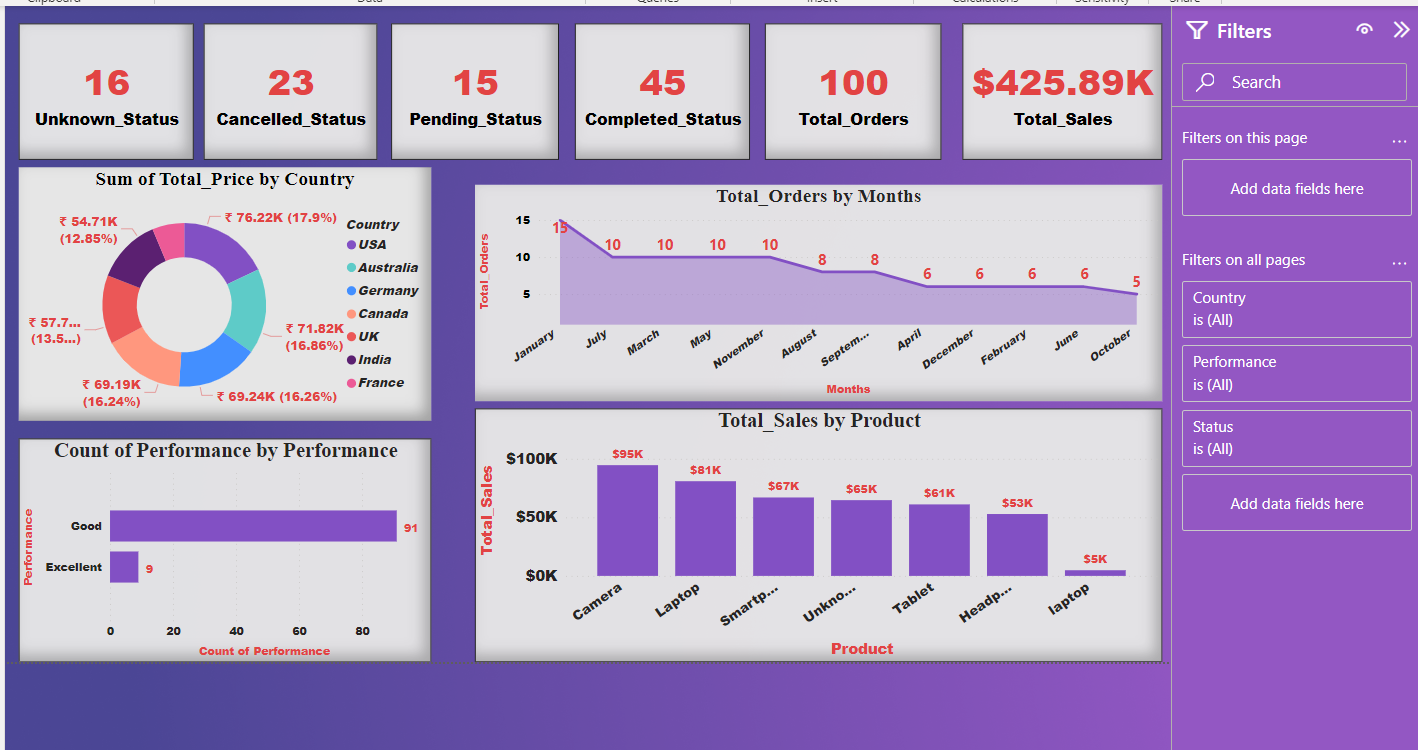 Clipboard
Data
Queries
Insert
Calculations
Sensitivity
Share
16
Unknown_Status
23
Cancelled_Status
15
Pending_Status
45
Completed_Status
100
Total_Orders
$425.89K
Total_Sales
Sum of Total_Price by Country
₹ 76.22K (17.9%)
₹ 71.82K
(16.86%)
₹ 69.24K (16.26%)
₹ 69.19K
(16.24%)
₹ 57.7...
(13.5...)
₹ 54.71K
(12.85%)
Country
USA
Australia
Germany
Canada
UK
India
France
Total_Orders by Months
Total_Orders
15
10
5
15
10
10
10
10
8
8
6
6
6
6
5
January
July
March
May
November
August
Septem...
April
December
February
June
October
Months
Count of Performance by Performance
Performance
Good
91
Excellent
9
0
20
40
60
80
Count of Performance
Total_Sales by Product
Total_Sales
$100K
$50K
$0K
$95K
$81K
$67K
$65K
$61K
$53K
$5K
Camera
Laptop
Smartp...
Unkno...
Tablet
Headp...
laptop
Product
Filters
Search
Filters on this page
...
Add data fields here
Filters on all pages
...
Country
is (All)
Performance
is (All)
Status
is (All)
Add data fields here